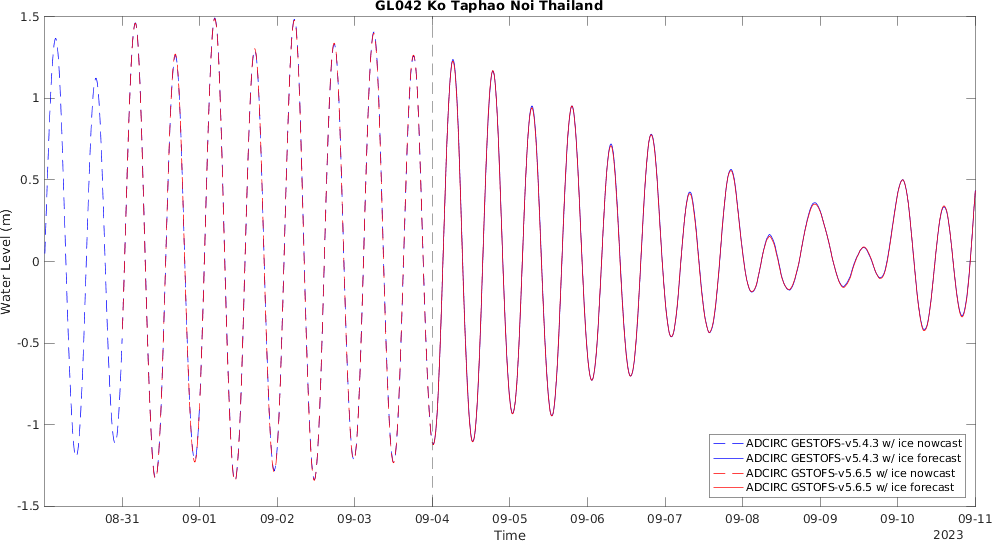 GL042 Ko Taphao Noi Thailand
Water Level (m)
1.5
1
0.5
0
-0.5
-1
-1.5
ADCIRC GESTOFS-v5.4.3 w/ ice nowcast
ADCIRC GESTOFS-v5.4.3 w/ ice forecast
ADCIRC GSTOFS-v5.6.5 w/ ice nowcast
ADCIRC GSTOFS-v5.6.5 w/ ice forecast
08-31 09-01 09-02 09-03 09-04 09-05 09-06 09-07 09-08 09-09 09-10 09-11
Time
2023